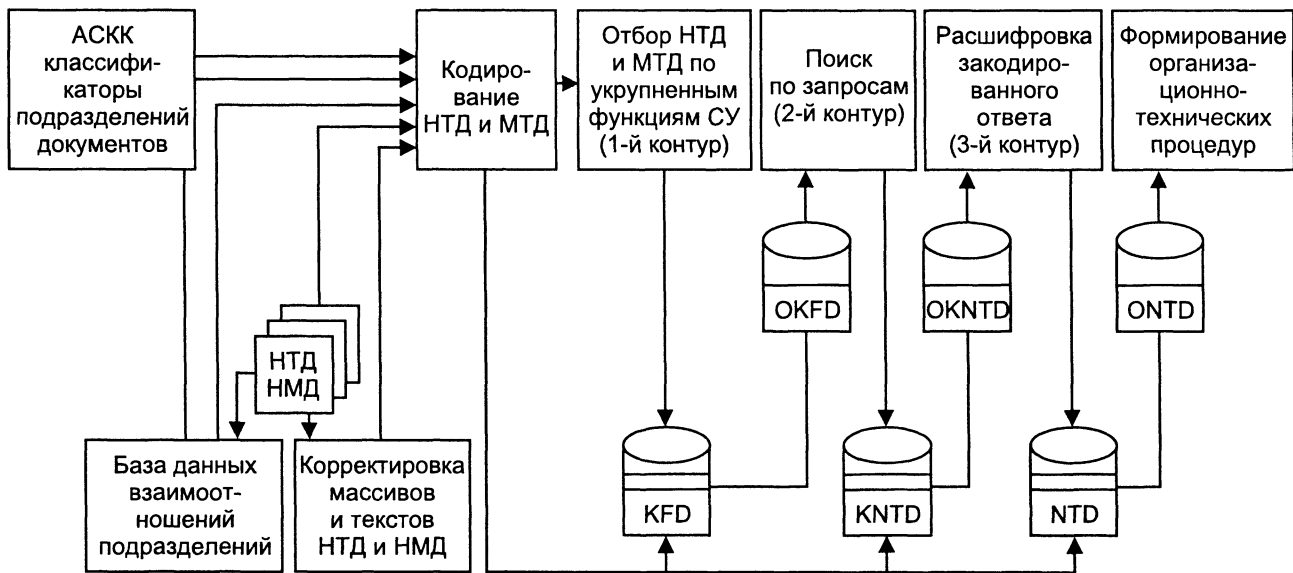 АСКК
классифи-
каторы
подразделений
документов
Кодиро-
вание
НТД и МТД
Отбор НТД
и МТД по
укрупненным
функциям СУ
(1-й контур)
Поиск
по запросам
(2-й контур)
Расшифровка
закодиро-
ванного
ответа
(3-й контур)
Формирование
организа-
ционно-
технических
процедур
OKFD
OKNTD
ONTD
НТД
НМД
База данных
взаимоот-
ношений
подразделений
Корректировка
массивов
и текстов
НТД и НМД
KFD
KNTD
NTD